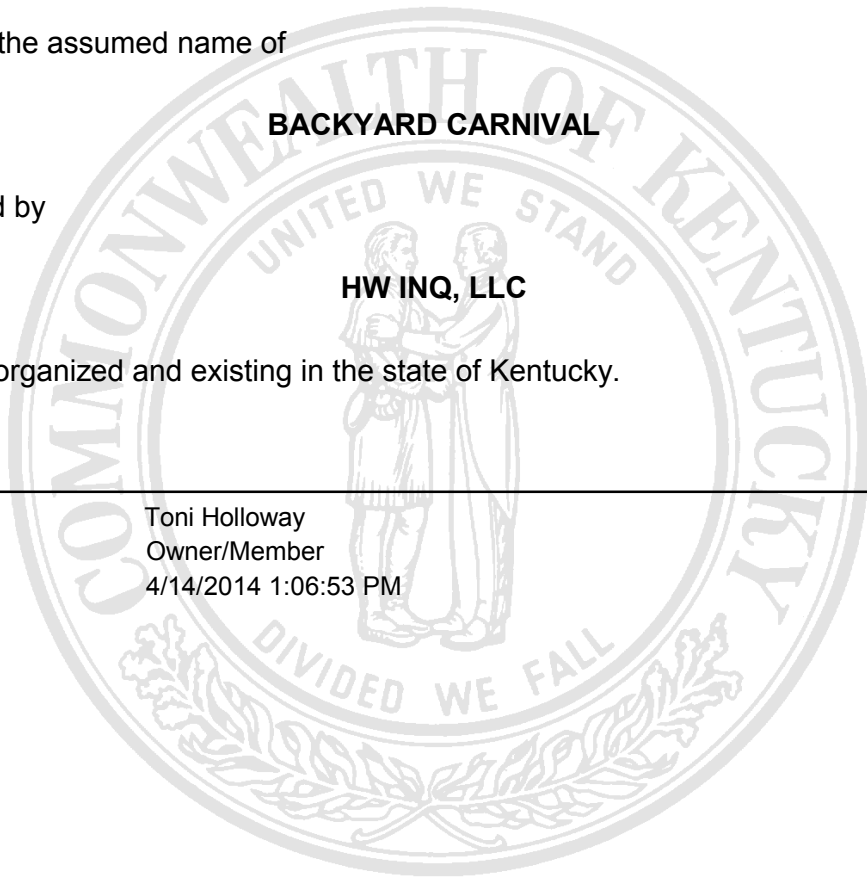 the assumed name of
BACKYARD CARNIVAL
d by
HW INQ, LLC
organized and existing in the state of Kentucky.
Toni Holloway
Owner/Member
4/14/2014 1:06:53 PM
COMMONWEALTH OF KENTUCKY
UNITED WE STAND
DIVIDED WE FALL